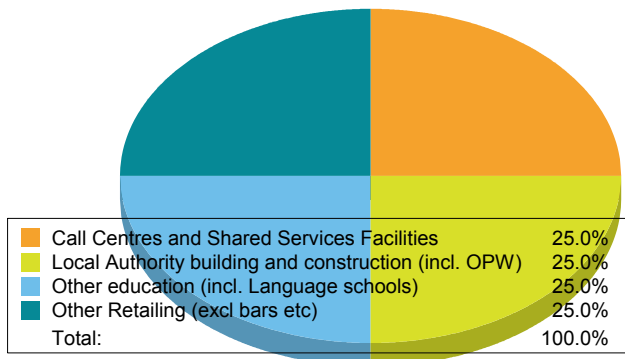 Call Centres and Shared Services Facilities 25.0%
Local Authority building and construction (incl. OPW) 25.0%
Other education (incl. Language schools) 25.0%
Other Retailing (excl bars etc) 25.0%
Total: 100.0%